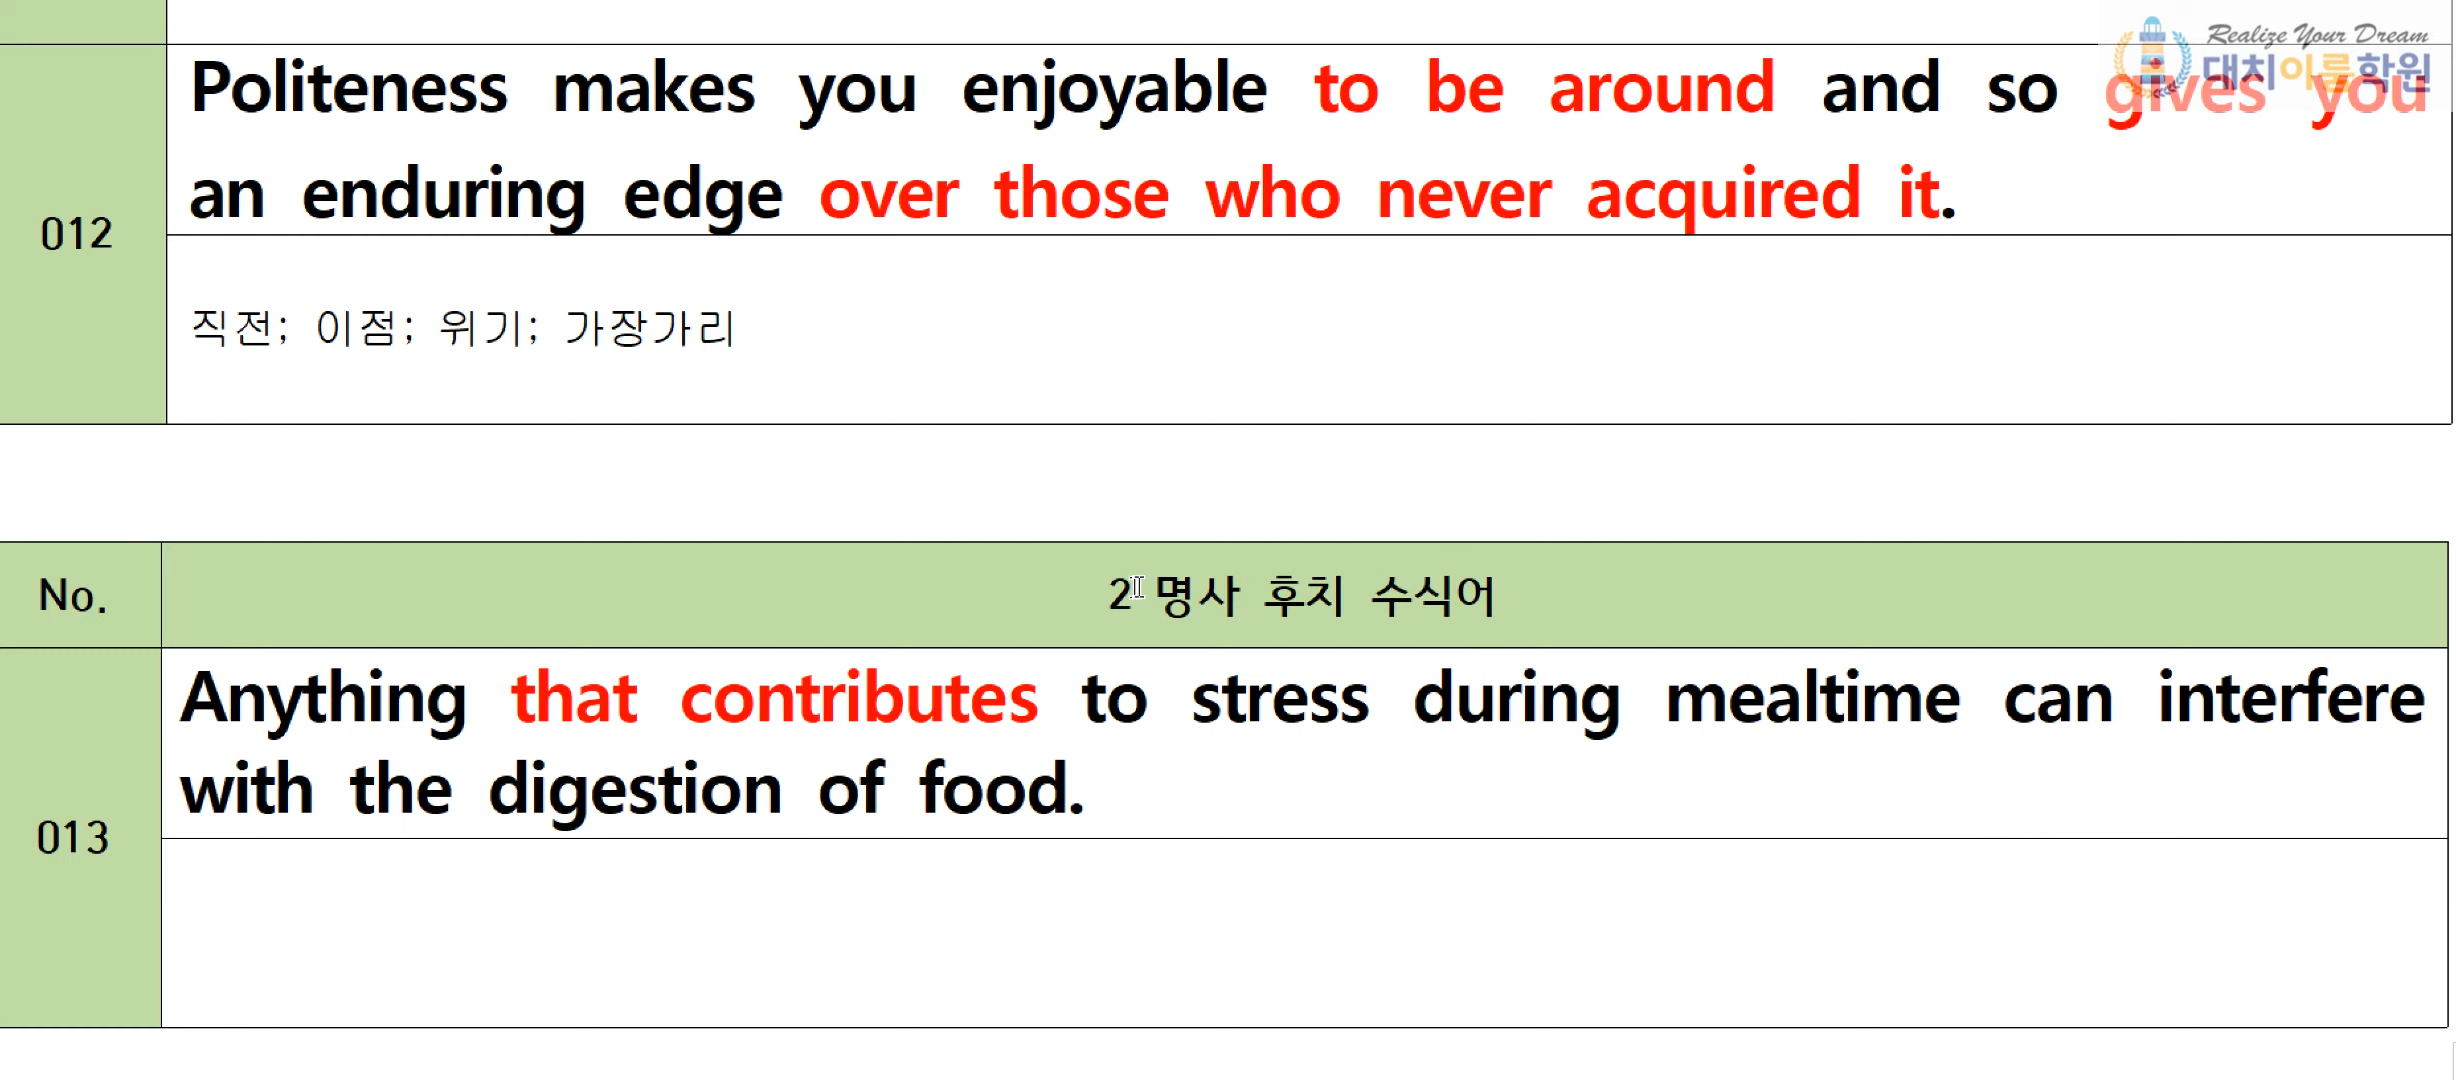 Realize Your Dream
대치이룸학원
Politeness makes you enjoyable to be around and so gives you
an enduring edge over those who never acquired it.
012
직전; 이점; 위기; 가장가리
No.
2 명사 후치 수식어
Anything that contributes to stress during mealtime can interfere
with the digestion of food.
013